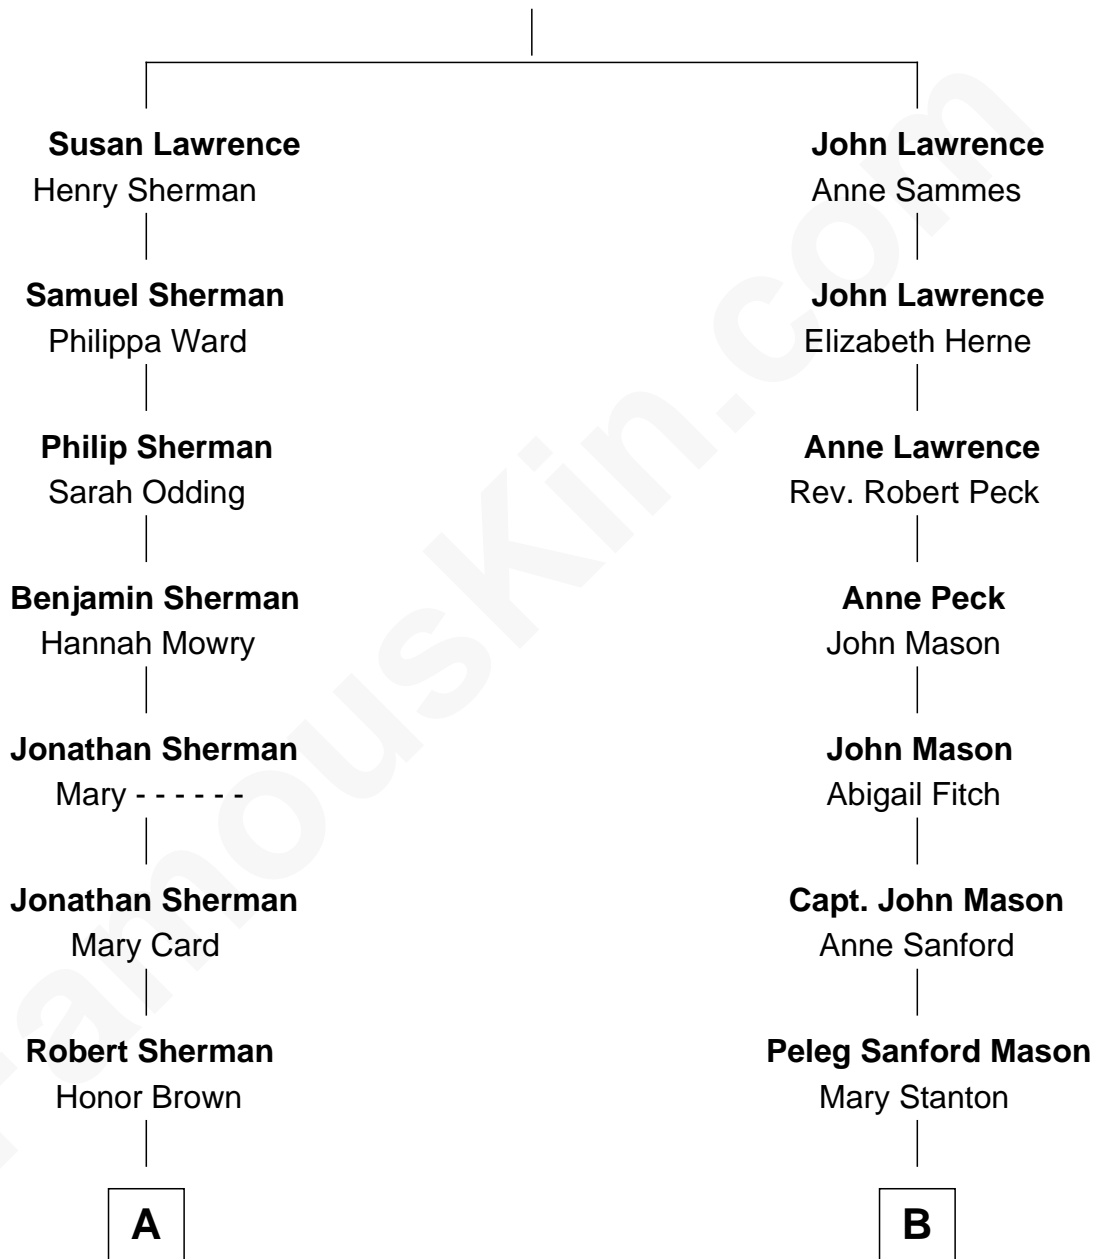 Susan Lawrence
Henry Sherman
Samuel Sherman
Philippa Ward
Philip Sherman
Sarah Odding
Benjamin Sherman
Hannah Mowry
Jonathan Sherman
Mary - - - - - -
Jonathan Sherman
Mary Card
Robert Sherman
Honor Brown
A
John Lawrence
Anne Sammes
John Lawrence
Elizabeth Herne
Anne Lawrence
Rev. Robert Peck
Anne Peck
John Mason
John Mason
Abigail Fitch
Capt. John Mason
Anne Sanford
Peleg Sanford Mason
Mary Stanton
B
FamousKin.com